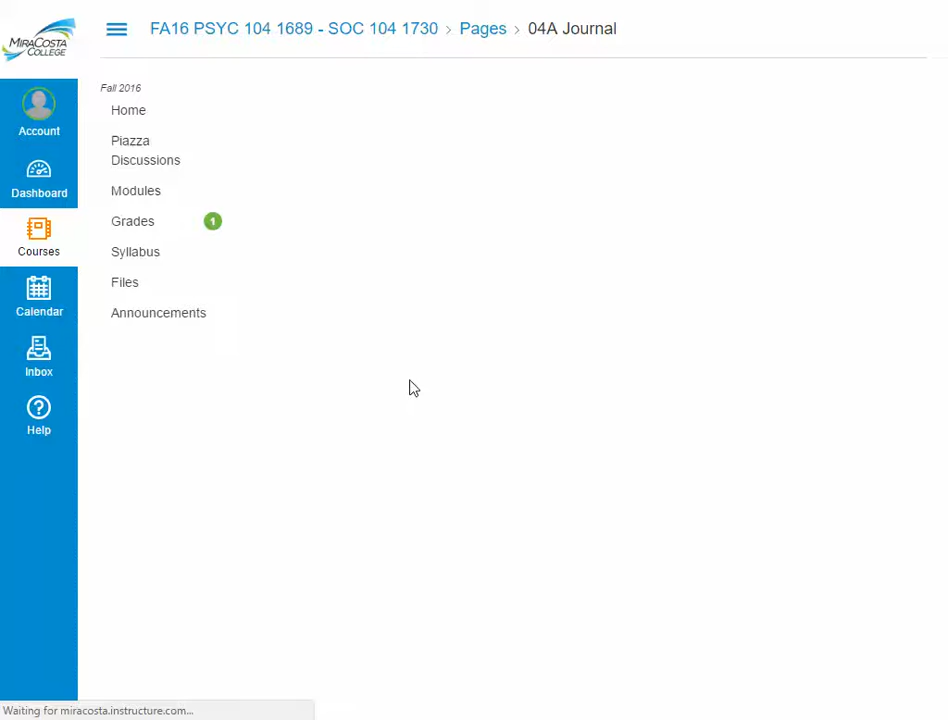 MIRACOSTA
COLLEGE
FA16 PSYC 104 1689 - SOC 104 1730 › Pages › 04A Journal
Fall 2016
Home
Piazza
Discussions
Modules
Grades 1
Syllabus
Files
Announcements
Account
Dashboard
Courses
Calendar
Inbox
?
Help
Waiting for miracosta.instructure.com...